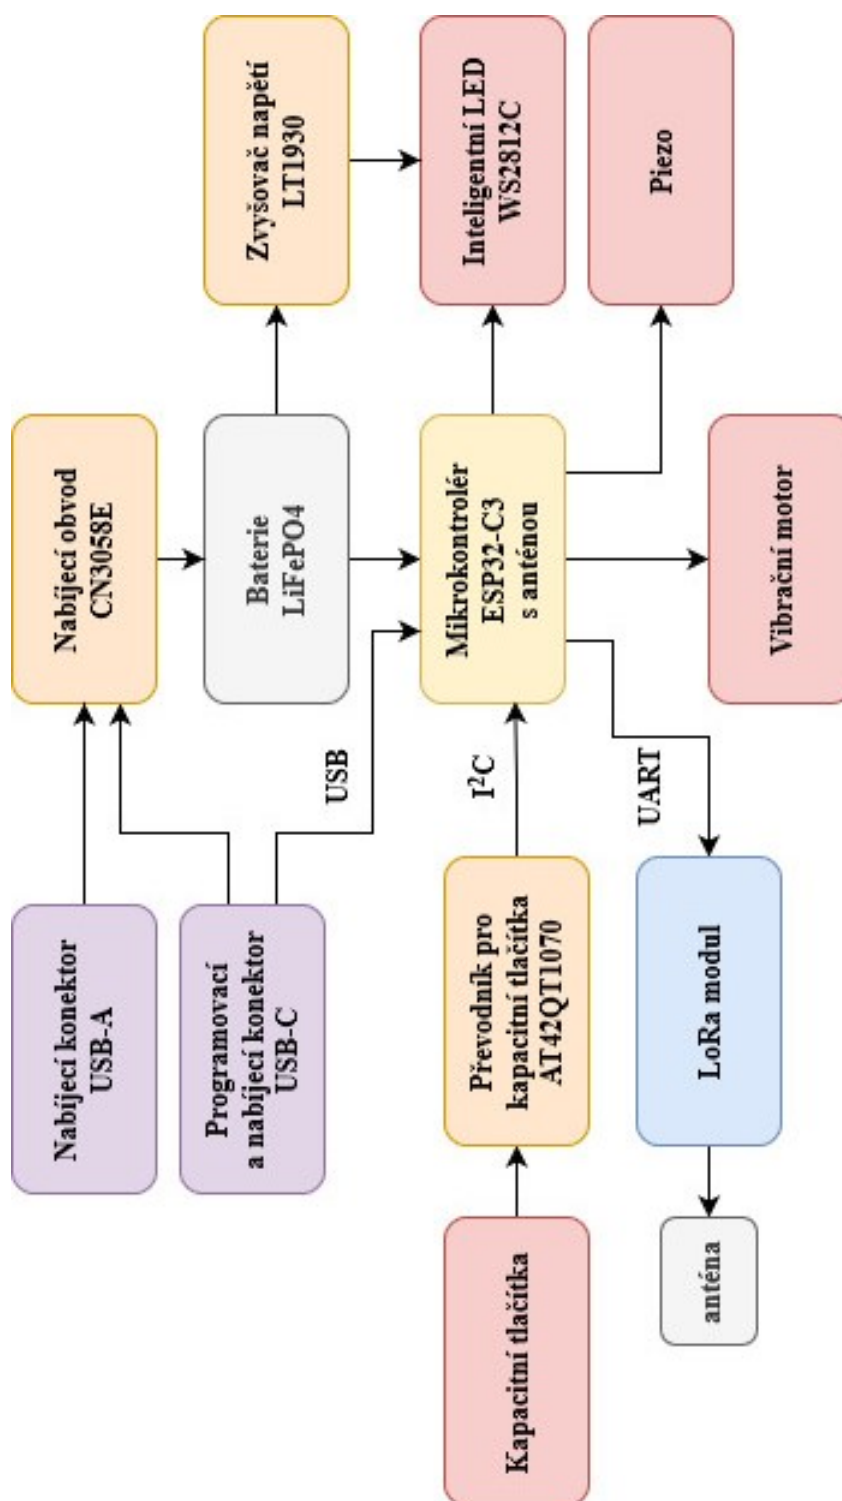 Nabíjecí konektor
USB-A
Nabíjecí obvod
CN3058E
Programovací
a nabíjecí konektor
USB-C
Baterie
LiFePO4
Zvyšovač napětí
LT1930
USB
Kapacitní tlačítka
Převodník pro
kapacitní tlačítka
AT42QT1070
I²C
Mikrokontrolér
ESP32-C3
s anténou
Inteligentní LED
WS2812C
Piezo
UART
anténa
LoRa modul
Vibrační motor